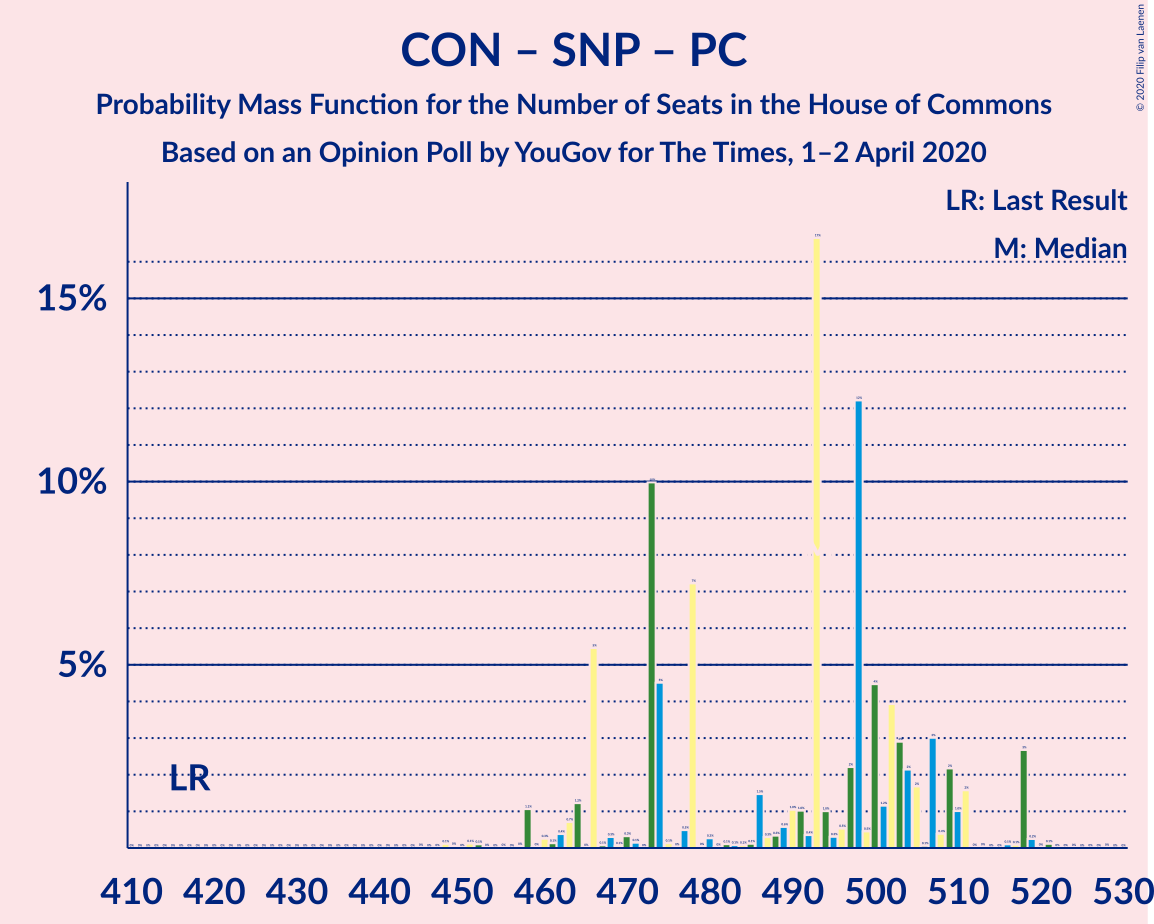 CON – SNP – PC
Probability Mass Function for the Number of Seats in the House of Commons
Based on an Opinion Poll by YouGov for The Times, 1–2 April 2020
© 2020 Filip van Laenen
LR: Last Result
M: Median
15%
10%
5%
LR
410 420 430 440 450 460 470 480 490 500 510 520 530